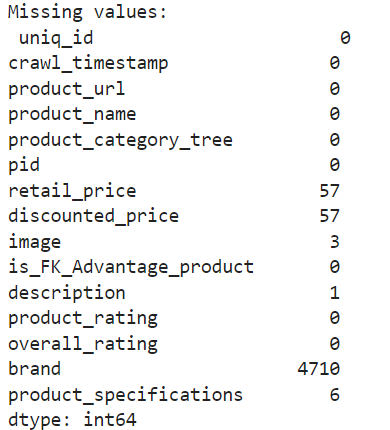 Missing values:
uniq_id 0
crawl_timestamp 0
product_url 0
product_name 0
product_category_tree 0
pid 0
retail_price 57
discounted_price 57
image 3
is_FK_Advantage_product 0
description 1
product_rating 0
overall_rating 0
brand 4710
product_specifications 6
dtype: int64